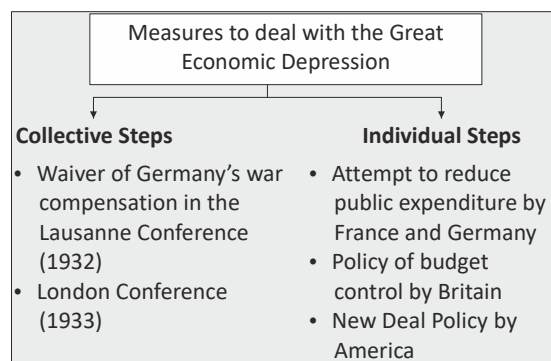 Measures to deal with the Great
Economic Depression
Collective Steps
• Waiver of Germany's war
compensation in the
Lausanne Conference
(1932)
• London Conference
(1933)
Individual Steps
• Attempt to reduce
public expenditure by
France and Germany
• Policy of budget
control by Britain
• New Deal Policy by
America